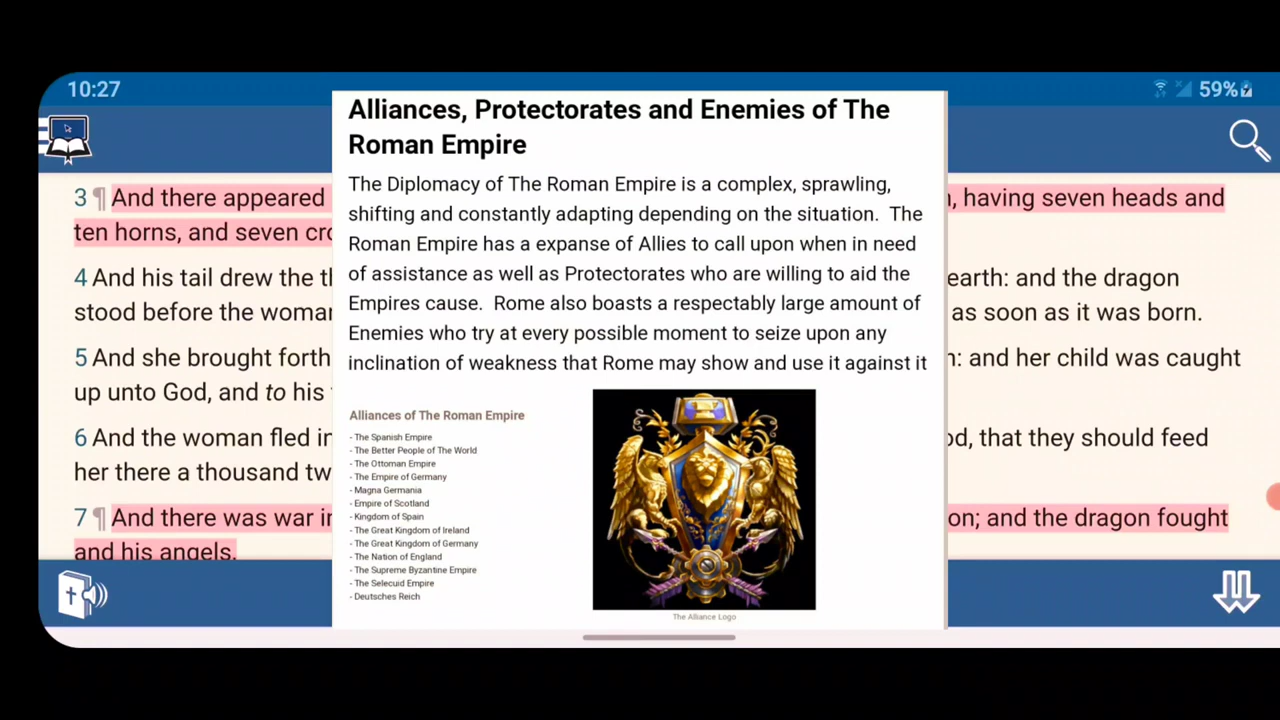 10:27
59%
Alliances, Protectorates and Enemies of The
Roman Empire
The Diplomacy of The Roman Empire is a complex, sprawling,
shifting and constantly adapting depending on the situation. The
Roman Empire has a expanse of Allies to call upon when in need
of assistance as well as Protectorates who are willing to aid the
Empires cause. Rome also boasts a respectably large amount of
Enemies who try at every possible moment to seize upon any
inclination of weakness that Rome may show and use it against it
Alliances of The Roman Empire
- The Spanish Empire
- The Better People of The World
- The Ottoman Empire
- The Empire of Germany
- Magna Germania
- Empire of Scotland
- Kingdom of Spain
- The Great Kingdom of Ireland
- The Great Kingdom of Germany
- The Nation of England
- The Supreme Byzantine Empire
- The Selecuid Empire
- Deutsches Reich
The Alliance Logo
3 ¶ And there appeared , having seven heads and
ten horns, and seven
4 And his tail drew the earth: and the dragon
stood before the as soon as it was born.
5 And she brought forth and her child was caught
up unto God, and to his
6 And the woman fled that they should feed
her there a thousand
7 ¶ And there was war and the dragon fought
and his angels.